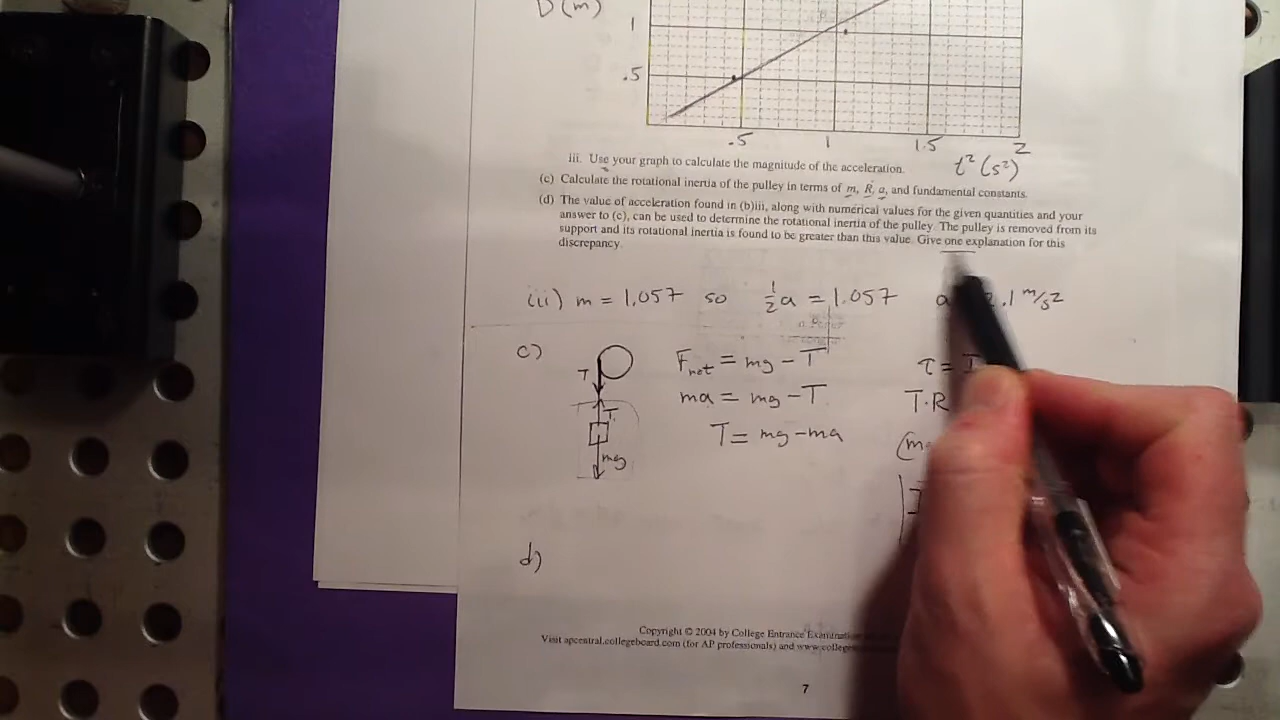 D (m)
1
.5
.5 1 1.5 2
t² (s²)
iii. Use your graph to calculate the magnitude of the acceleration.
(c) Calculate the rotational inertia of the pulley in terms of m, R, a, and fundamental constants.
(d) The value of acceleration found in (b)iii, along with numerical values for the given quantities and your
answer to (c), can be used to determine the rotational inertia of the pulley. The pulley is removed from its
support and its rotational inertia is found to be greater than this value. Give one explanation for this
discrepancy.
(ii) m = 1.057 so ½a = 1.057 a .1 m/s²
c)
T
T
mg
Fnet = mg - T
ma = mg - T
T = mg - ma
τ = I
T·R
d)
Copyright © 2004 by College Entrance Examination
Visit apcentral.collegeboard.com (for AP professionals) and
7